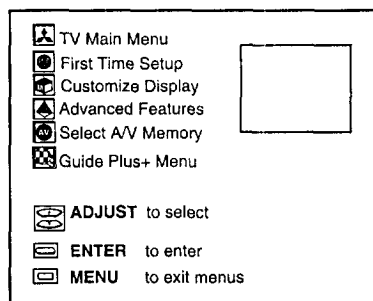 TV Main Menu
First Time Setup
Customize Display
Advanced Features
AV Select A/V Memory
Guide Plus+ Menu
ADJUST to select
ENTER to enter
MENU to exit menus